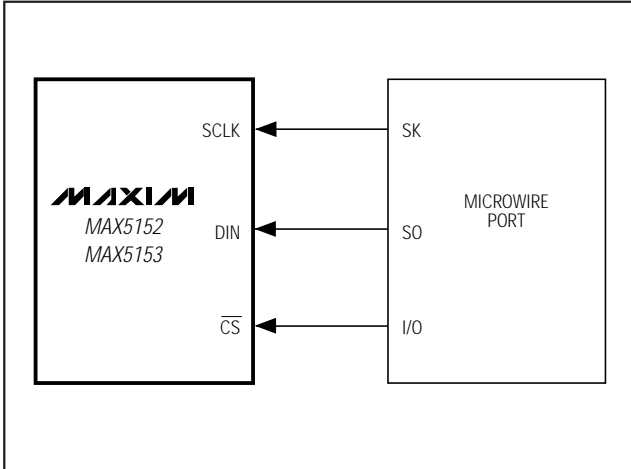 SCLK
SK
MAXIM
MAX5152
MAX5153
DIN
SO
MICROWIRE
PORT
CS
I/O